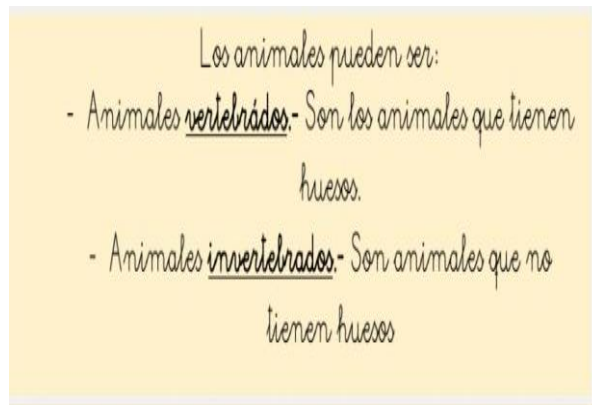 Los animales pueden ser:
- Animales vertebrádos.- Son los animales que tienen
huesos.
- Animales invertebrados.- Son animales que no
tienen huesos